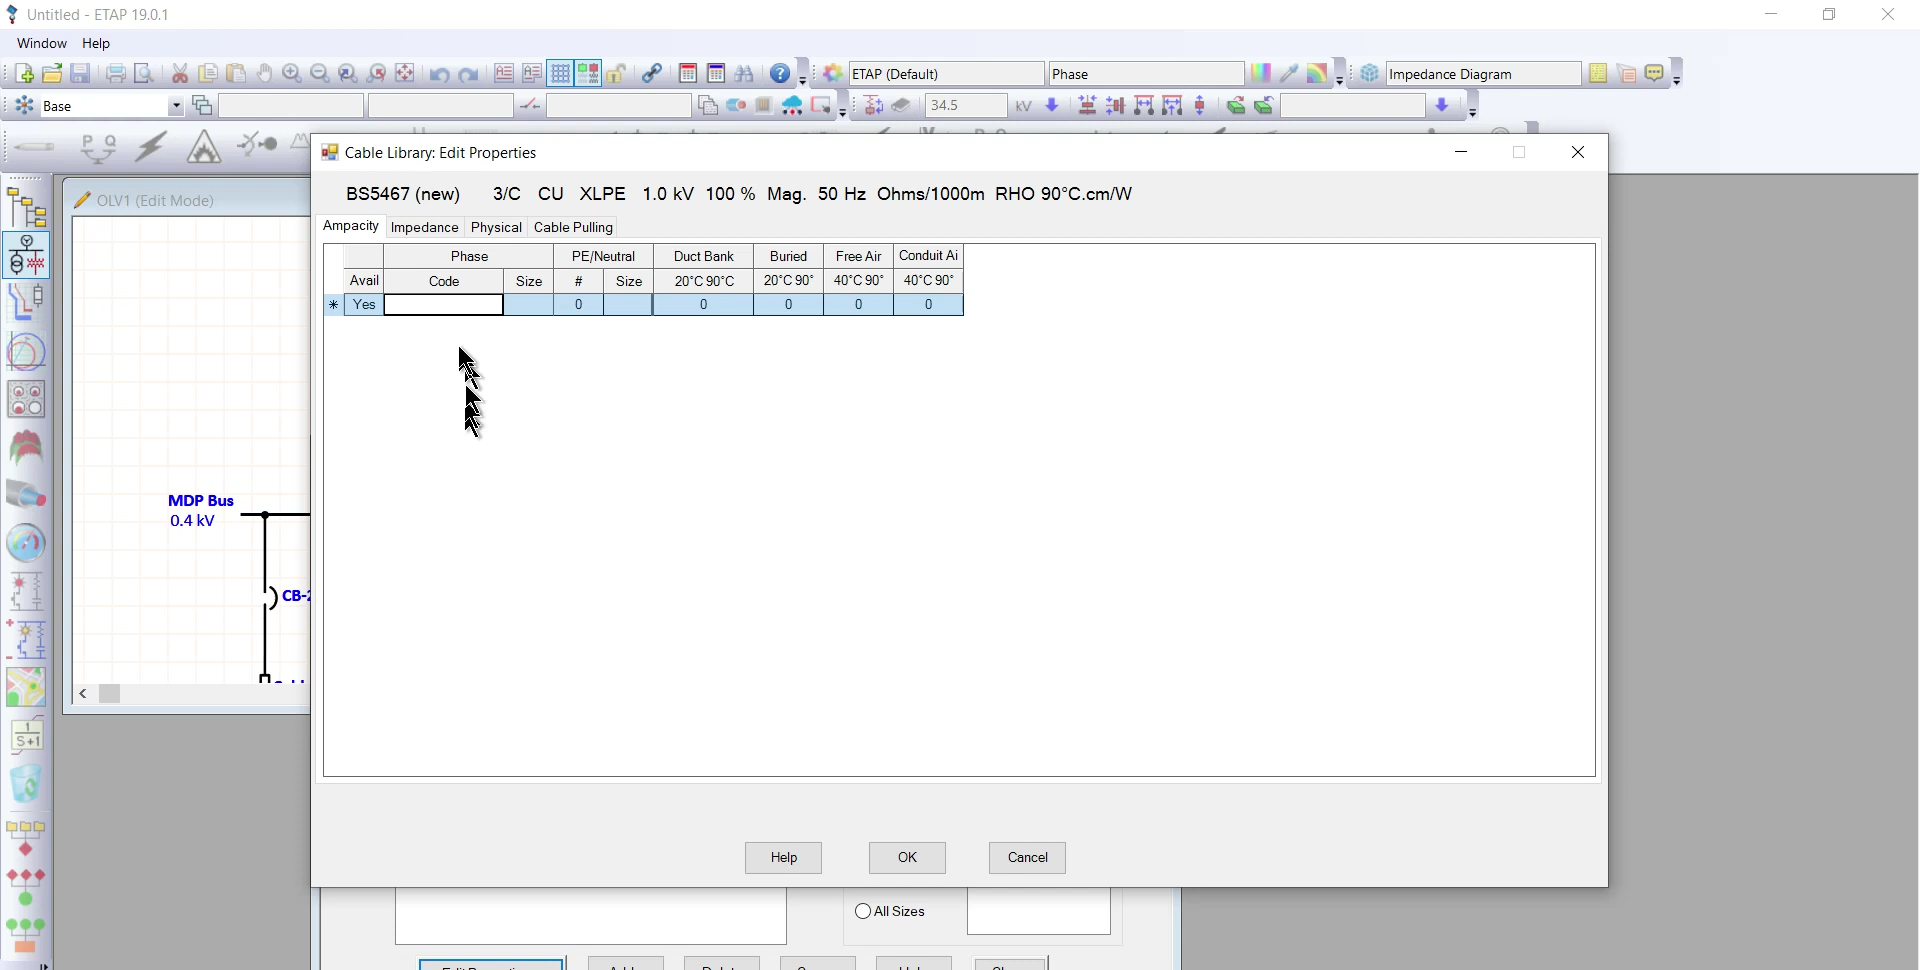 Untitled - ETAP 19.0.1
Window Help
ETAP (Default) Phase Impedance Diagram
Base 34.5 kV
P Q
Cable Library: Edit Properties
OLV1 (Edit Mode)
BS5467 (new) 3/C CU XLPE 1.0 kV 100 % Mag. 50 Hz Ohms/1000m RHO 90°C.cm/W
Ampacity Impedance Physical Cable Pulling
Phase PE/Neutral Duct Bank Buried Free Air Conduit Ai
Avail Code Size # Size 20°C 90°C 20°C 90° 40°C 90° 40°C 90°
* Yes 0 0 0 0 0
MDP Bus
0.4 kV
CB-2
1
S+1
Help OK Cancel
All Sizes